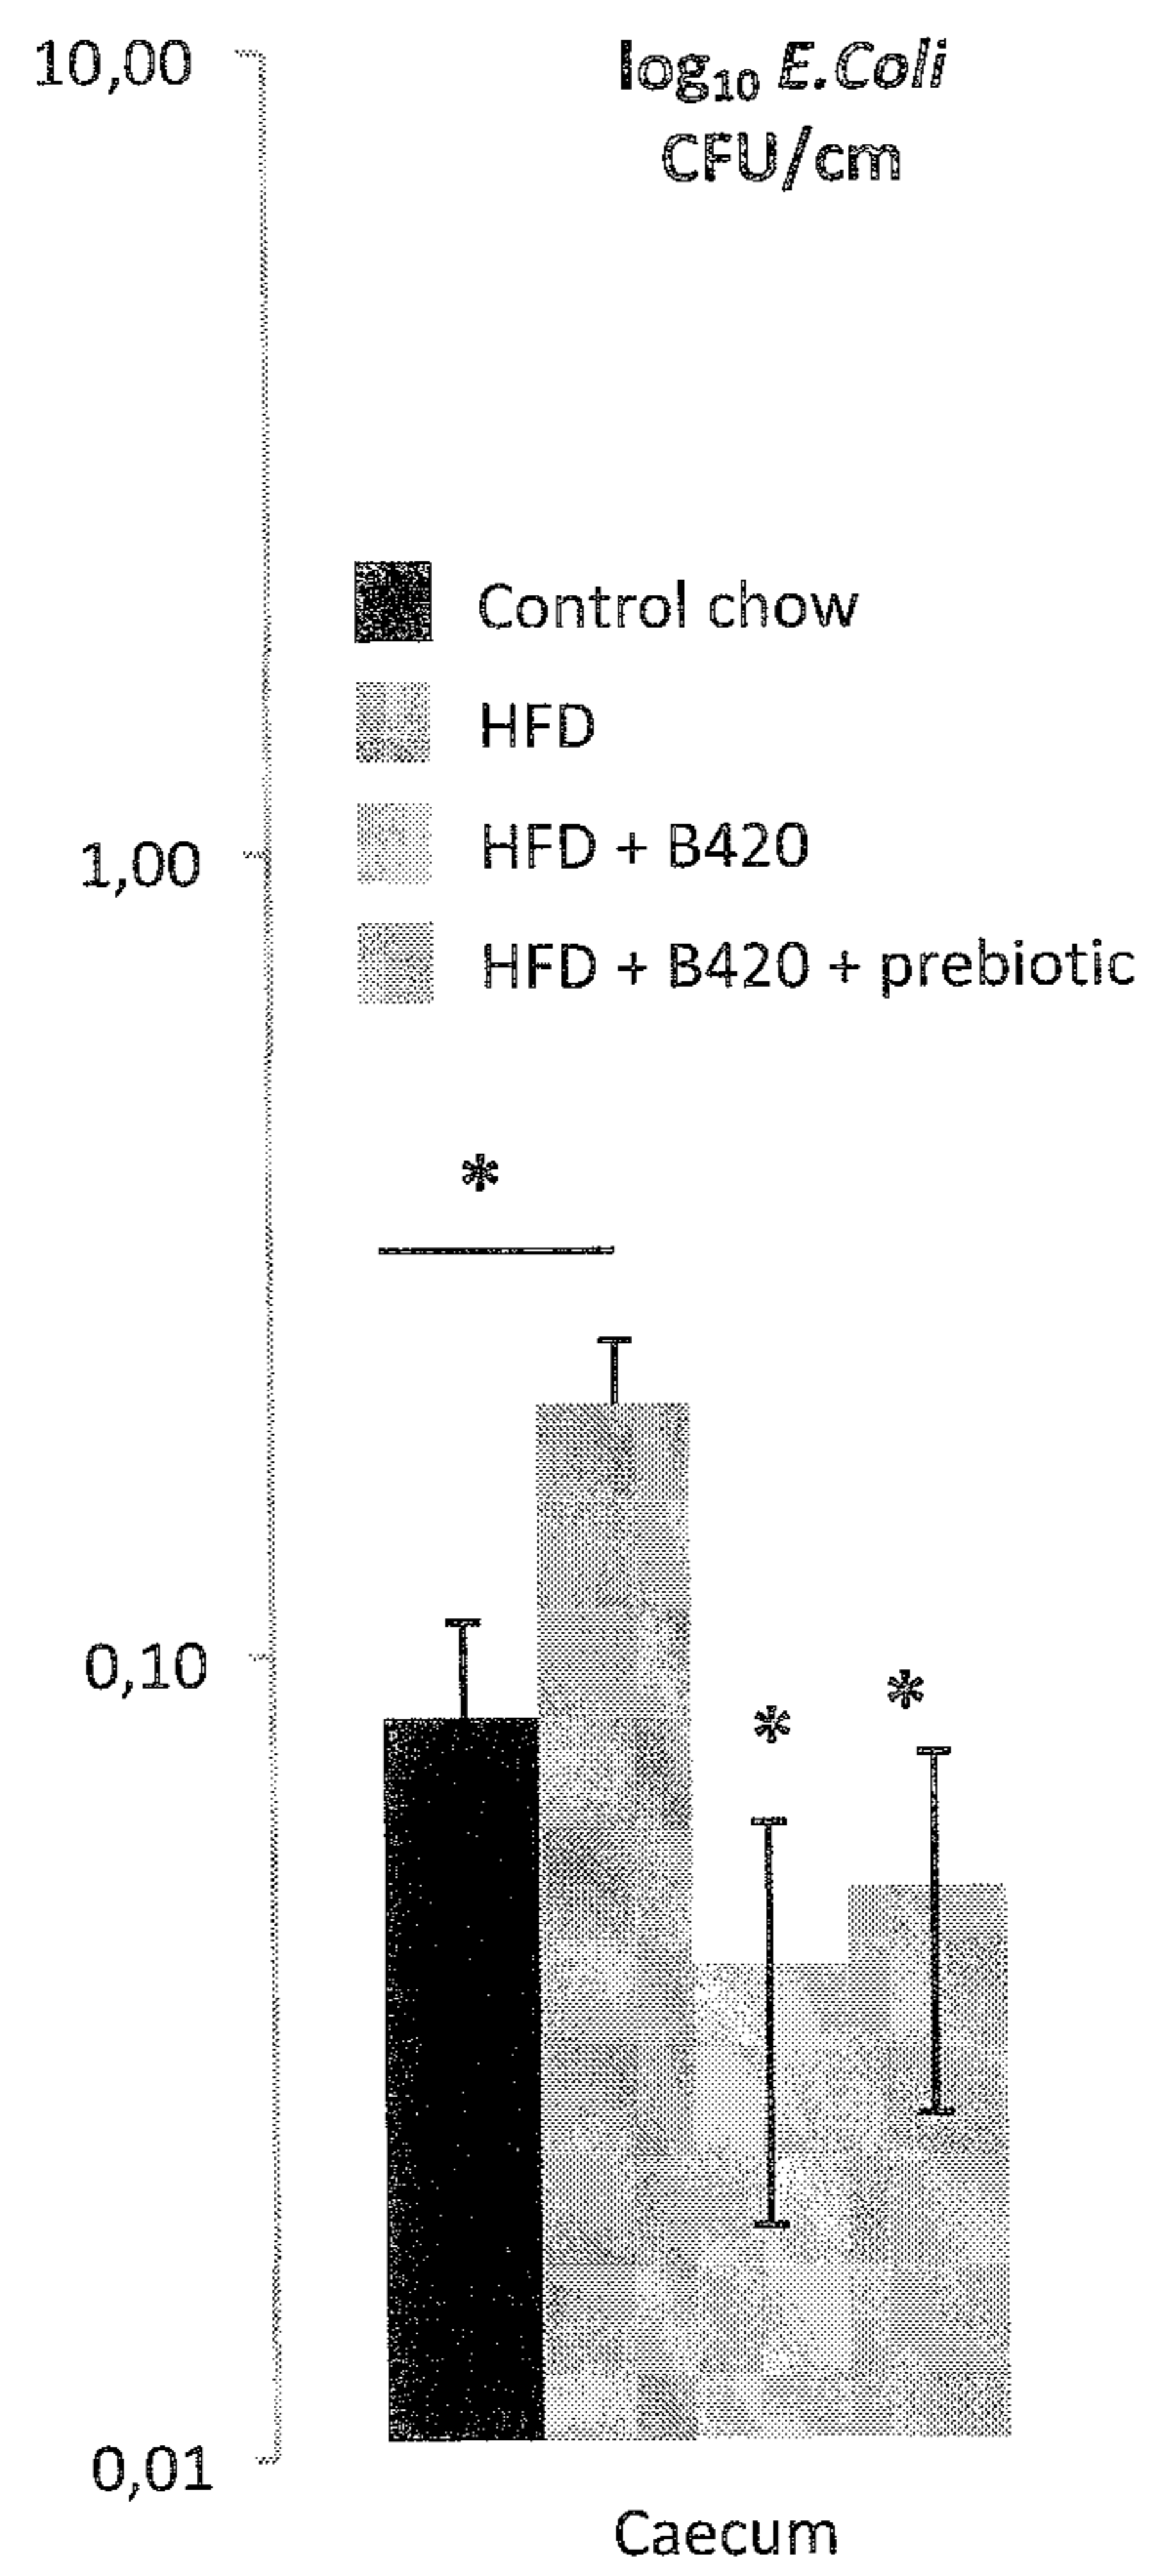 10,00
log₁₀ E.Coli
CFU/cm
Control chow
HFD
1,00
HFD + B420
HFD + B420 + prebiotic
*
0,10
*
*
0,01
Caecum